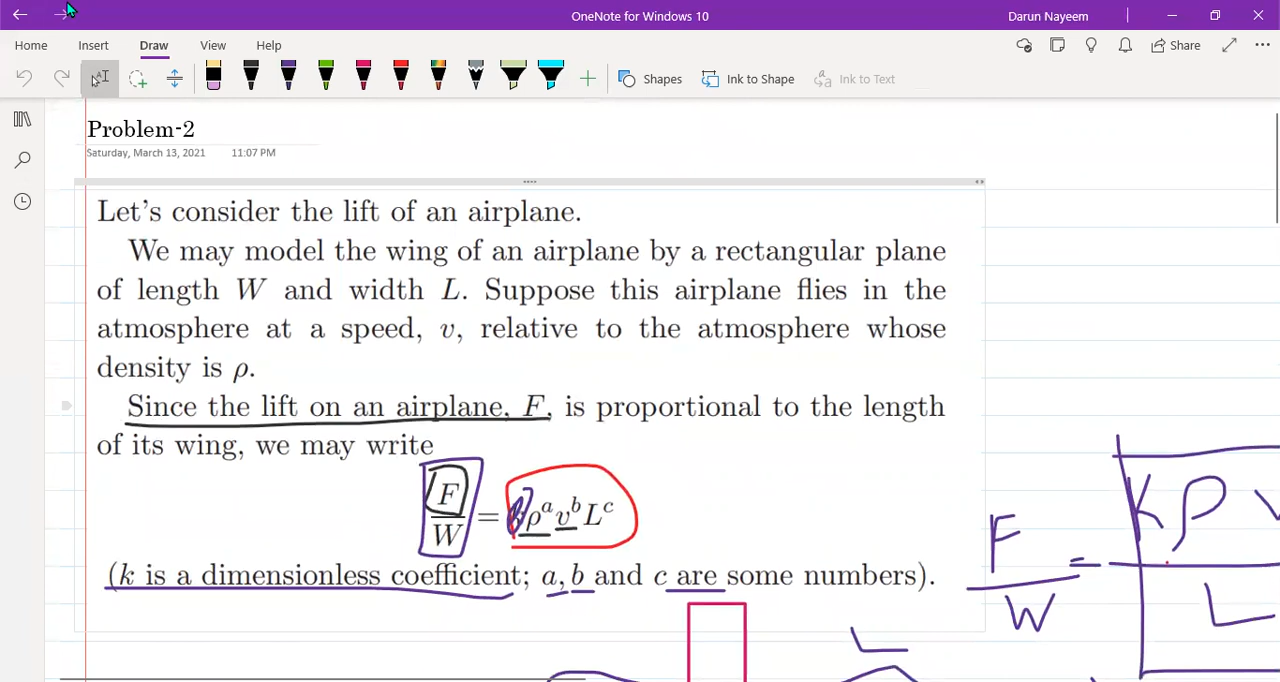 OneNote for Windows 10
Darun Nayeem
Home Insert Draw View Help
Share
Shapes
Ink to Shape
Ink to Text
Problem-2
Saturday, March 13, 2021 11:07 PM
Let's consider the lift of an airplane.
We may model the wing of an airplane by a rectangular plane
of length W and width L. Suppose this airplane flies in the
atmosphere at a speed, v, relative to the atmosphere whose
density is ρ.
Since the lift on an airplane, F, is proportional to the length
of its wing, we may write
F/W = kρ^a v^b L^c
(k is a dimensionless coefficient; a, b and c are some numbers).
F/W = K ρ V
L
L